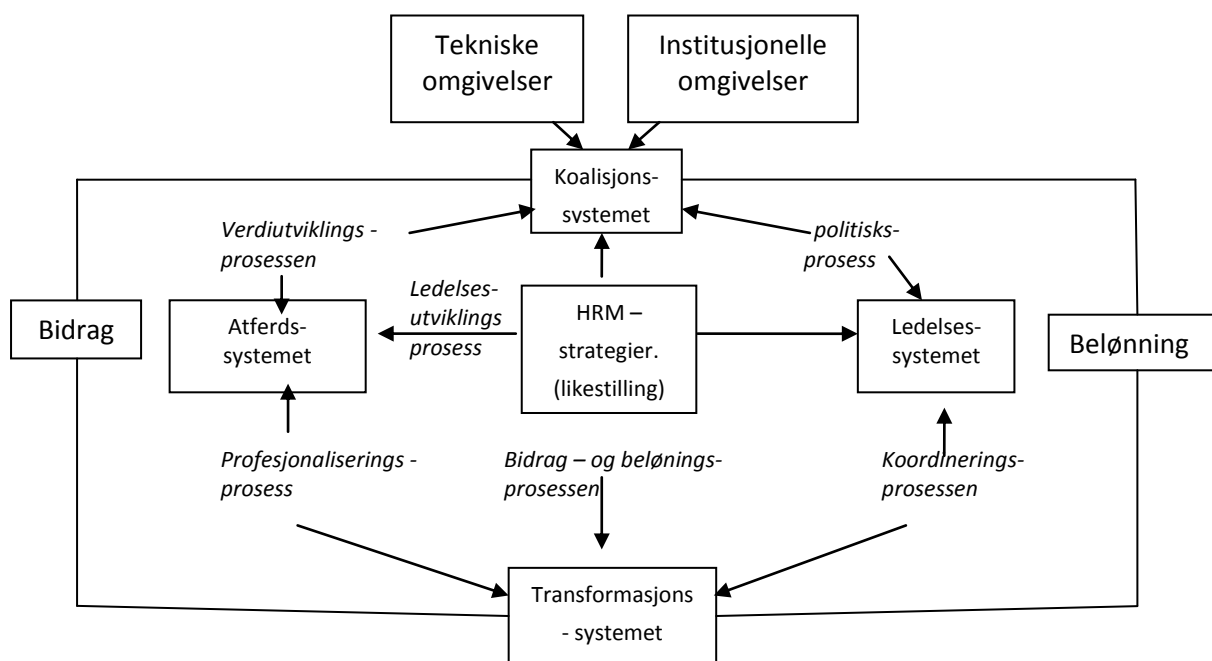 Tekniske
omgivelser
Institusjonelle
omgivelser
Koalisjons-
systemet
Verdiutviklings -
prosessen
politisks-
prosess
Ledelses-
utviklings
prosess
HRM –
strategier.
(likestilling)
Atferds-
systemet
Ledelses-
systemet
Bidrag
Belønning
Profesjonaliserings -
prosess
Bidrag – og belønings-
prosessen
Koordinerings-
prosessen
Transformasjons
- systemet